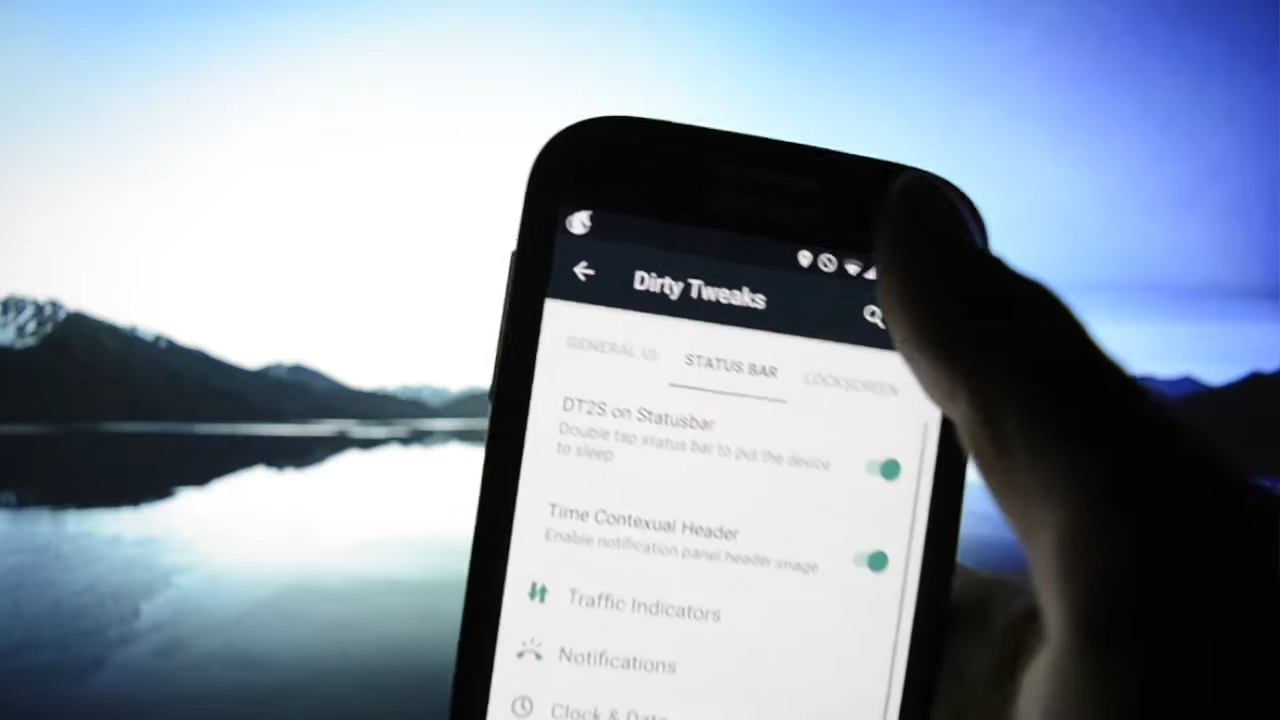 Dirty Tweaks
GENERAL UI
STATUS BAR
LOCKSCREEN
DT2S on Statusbar
Double tap status bar to put the device
to sleep
Time Contexual Header
Enable notification panel header image
Traffic Indicators
Notifications
Clock & Date